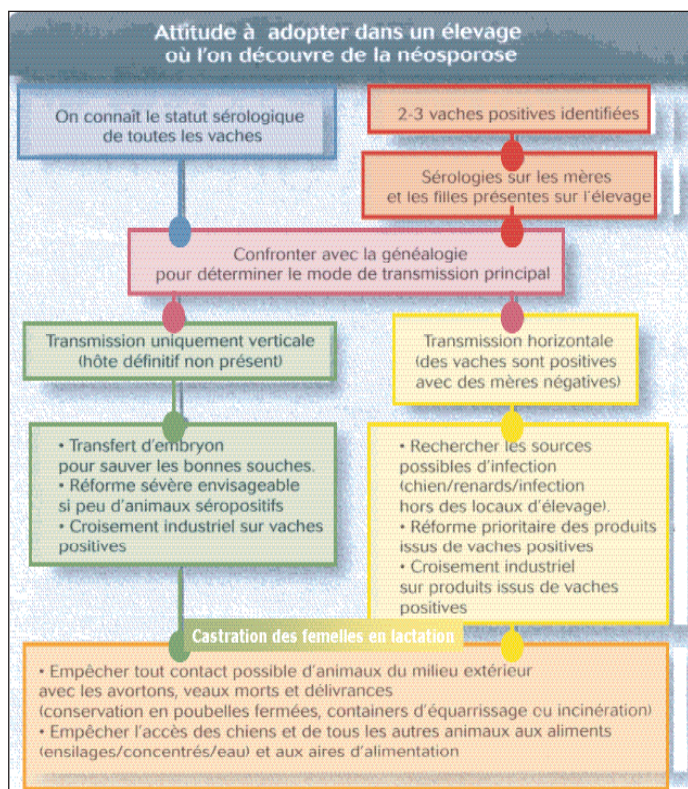 Attitude à adopter dans un élevage
où l'on découvre de la néosporose
On connaît le statut sérologique
de toutes les vaches
2-3 vaches positives identifiées
Sérologies sur les mères
et les filles présentes sur l'élevage
Confronter avec la généalogie
pour déterminer le mode de transmission principal
Transmission uniquement verticale
(hôte définitif non présent)
Transmission horizontale
(des vaches sont positives
avec des mères négatives)
• Transfert d'embryon
pour sauver les bonnes souches.
• Réforme sévère envisageable
si peu d'animaux séropositifs
• Croisement industriel sur vaches
positives
• Rechercher les sources
possibles d'infection
(chien/renards/infection
hors des locaux d'élevage).
• Réforme prioritaire des produits
issus de vaches positives
• Croisement industriel
sur produits issus de vaches
positives
Castration des femelles en lactation
• Empêcher tout contact possible d'animaux du milieu extérieur
avec les avortons, veaux morts et délivrances
(conservation en poubelles fermées, containers d'équarrissage ou incinération)
• Empêcher l'accès des chiens et de tous les autres animaux aux aliments
(ensilages/concentrés/eau) et aux aires d'alimentation